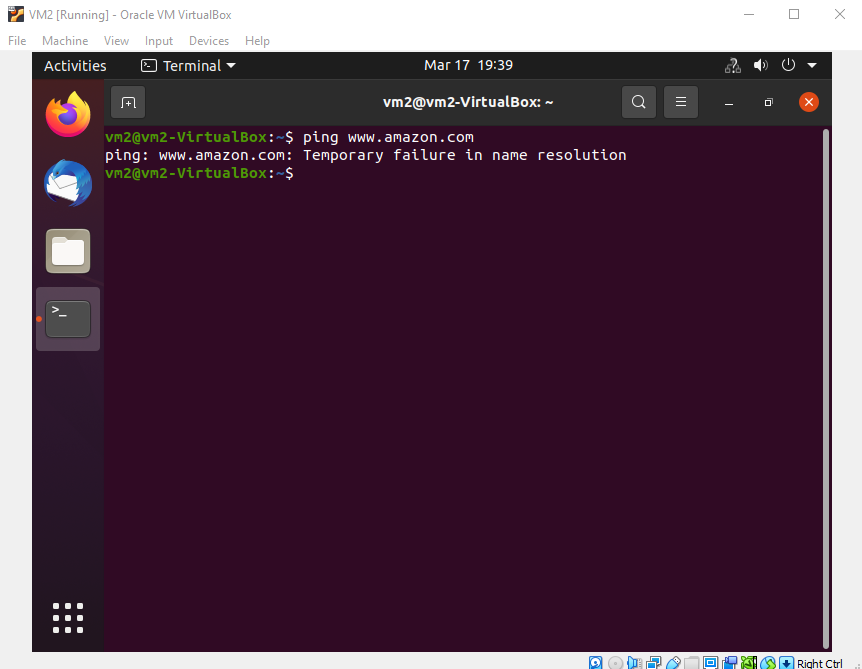 VM2 [Running] - Oracle VM VirtualBox
File Machine View Input Devices Help
Activities Terminal Mar 17 19:39
vm2@vm2-VirtualBox: ~
vm2@vm2-VirtualBox:~$ ping www.amazon.com
ping: www.amazon.com: Temporary failure in name resolution
vm2@vm2-VirtualBox:~$
>_
Right Ctrl